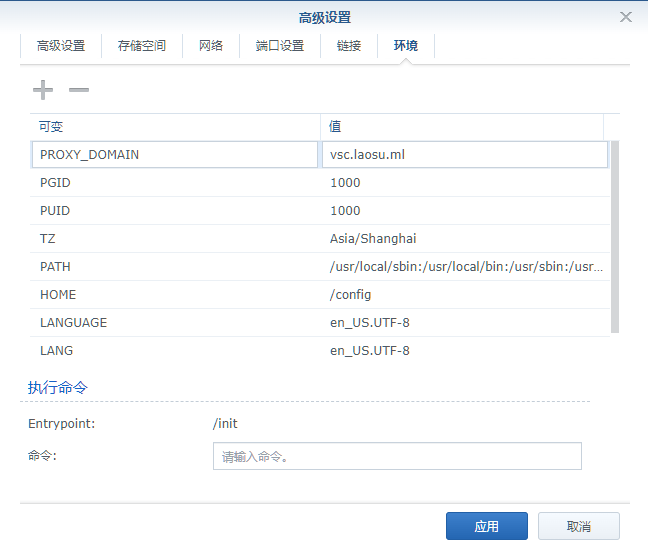 高级设置
高级设置 存储空间 网络 端口设置 链接 环境
可变 值
PROXY_DOMAIN vsc.laosu.ml
PGID 1000
PUID 1000
TZ Asia/Shanghai
PATH /usr/local/sbin:/usr/local/bin:/usr/sbin:/usr...
HOME /config
LANGUAGE en_US.UTF-8
LANG en_US.UTF-8
执行命令
Entrypoint: /init
命令: 请输入命令。
应用 取消